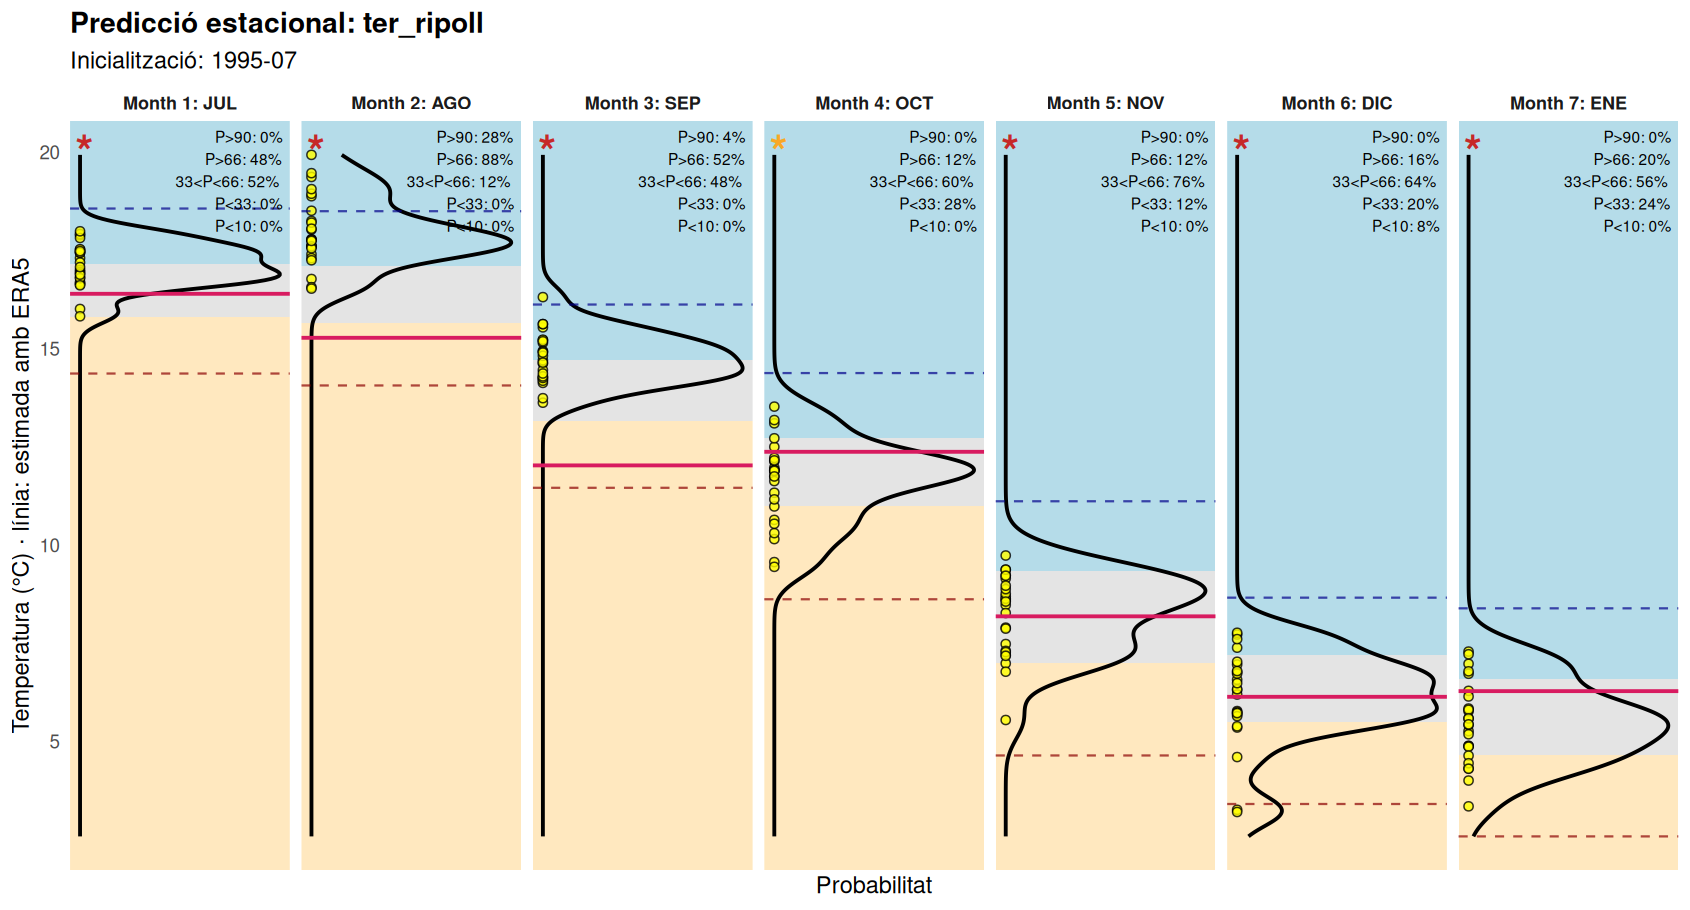 Predicció estacional: ter_ripoll
Inicialització: 1995-07
Month 1: JUL
Month 2: AGO
Month 3: SEP
Month 4: OCT
Month 5: NOV
Month 6: DIC
Month 7: ENE
P>90: 0%
P>66: 48%
33<P<66: 52%
P<33: 0%
P<10: 0%
P>90: 28%
P>66: 88%
33<P<66: 12%
P<33: 0%
P<10: 0%
P>90: 4%
P>66: 52%
33<P<66: 48%
P<33: 0%
P<10: 0%
P>90: 0%
P>66: 12%
33<P<66: 60%
P<33: 28%
P<10: 0%
P>90: 0%
P>66: 12%
33<P<66: 76%
P<33: 12%
P<10: 0%
P>90: 0%
P>66: 16%
33<P<66: 64%
P<33: 20%
P<10: 8%
P>90: 0%
P>66: 20%
33<P<66: 56%
P<33: 24%
P<10: 0%
20
15
10
5
Temperatura (°C) · línia: estimada amb ERA5
Probabilitat